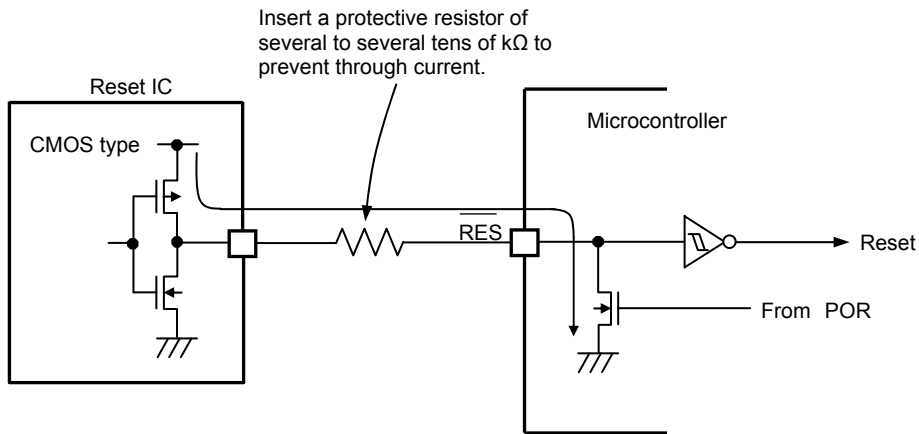 Insert a protective resistor of
several to several tens of kΩ to
prevent through current.
Reset IC
Microcontroller
CMOS type
RES
Reset
From POR